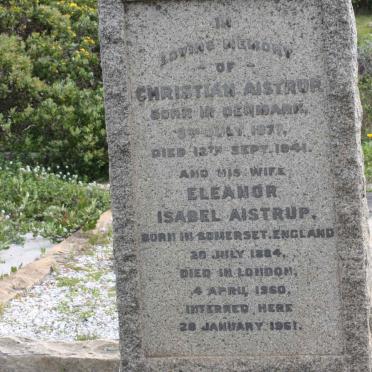 IN
LOVING MEMORY
- OF -
CHRISTIAN AISTRUP
BORN IN DENMARK,
JULY 1871,
DIED 12TH SEPT. 1941.
AND HIS WIFE
ELEANOR
ISABEL AISTRUP.
BORN IN SOMERSET, ENGLAND
20 JULY 1884,
DIED IN LONDON,
4 APRIL 1960.
INTERRED HERE
28 JANUARY 1961.